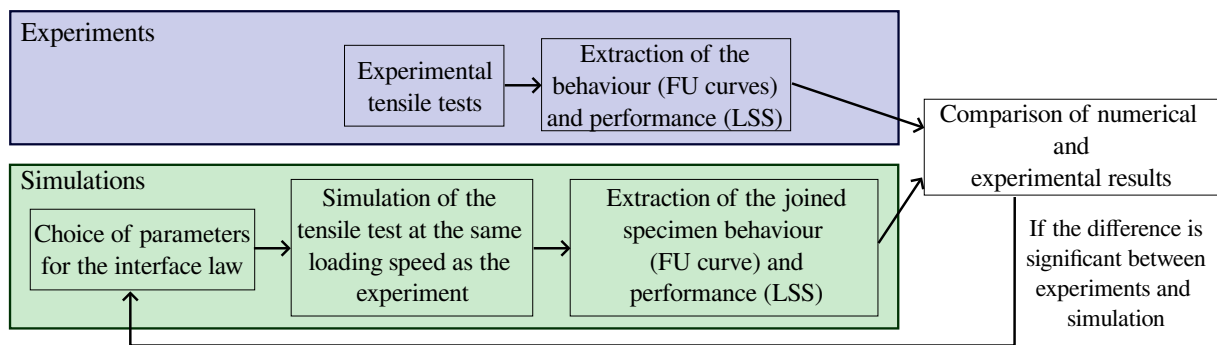 Experiments
Experimental
tensile tests
Extraction of the
behaviour (FU curves)
and performance (LSS)
Comparison of numerical
and
experimental results
Simulations
Choice of parameters
for the interface law
Simulation of the
tensile test at the same
loading speed as the
experiment
Extraction of the joined
specimen behaviour
(FU curve) and
performance (LSS)
If the difference is
significant between
experiments and
simulation